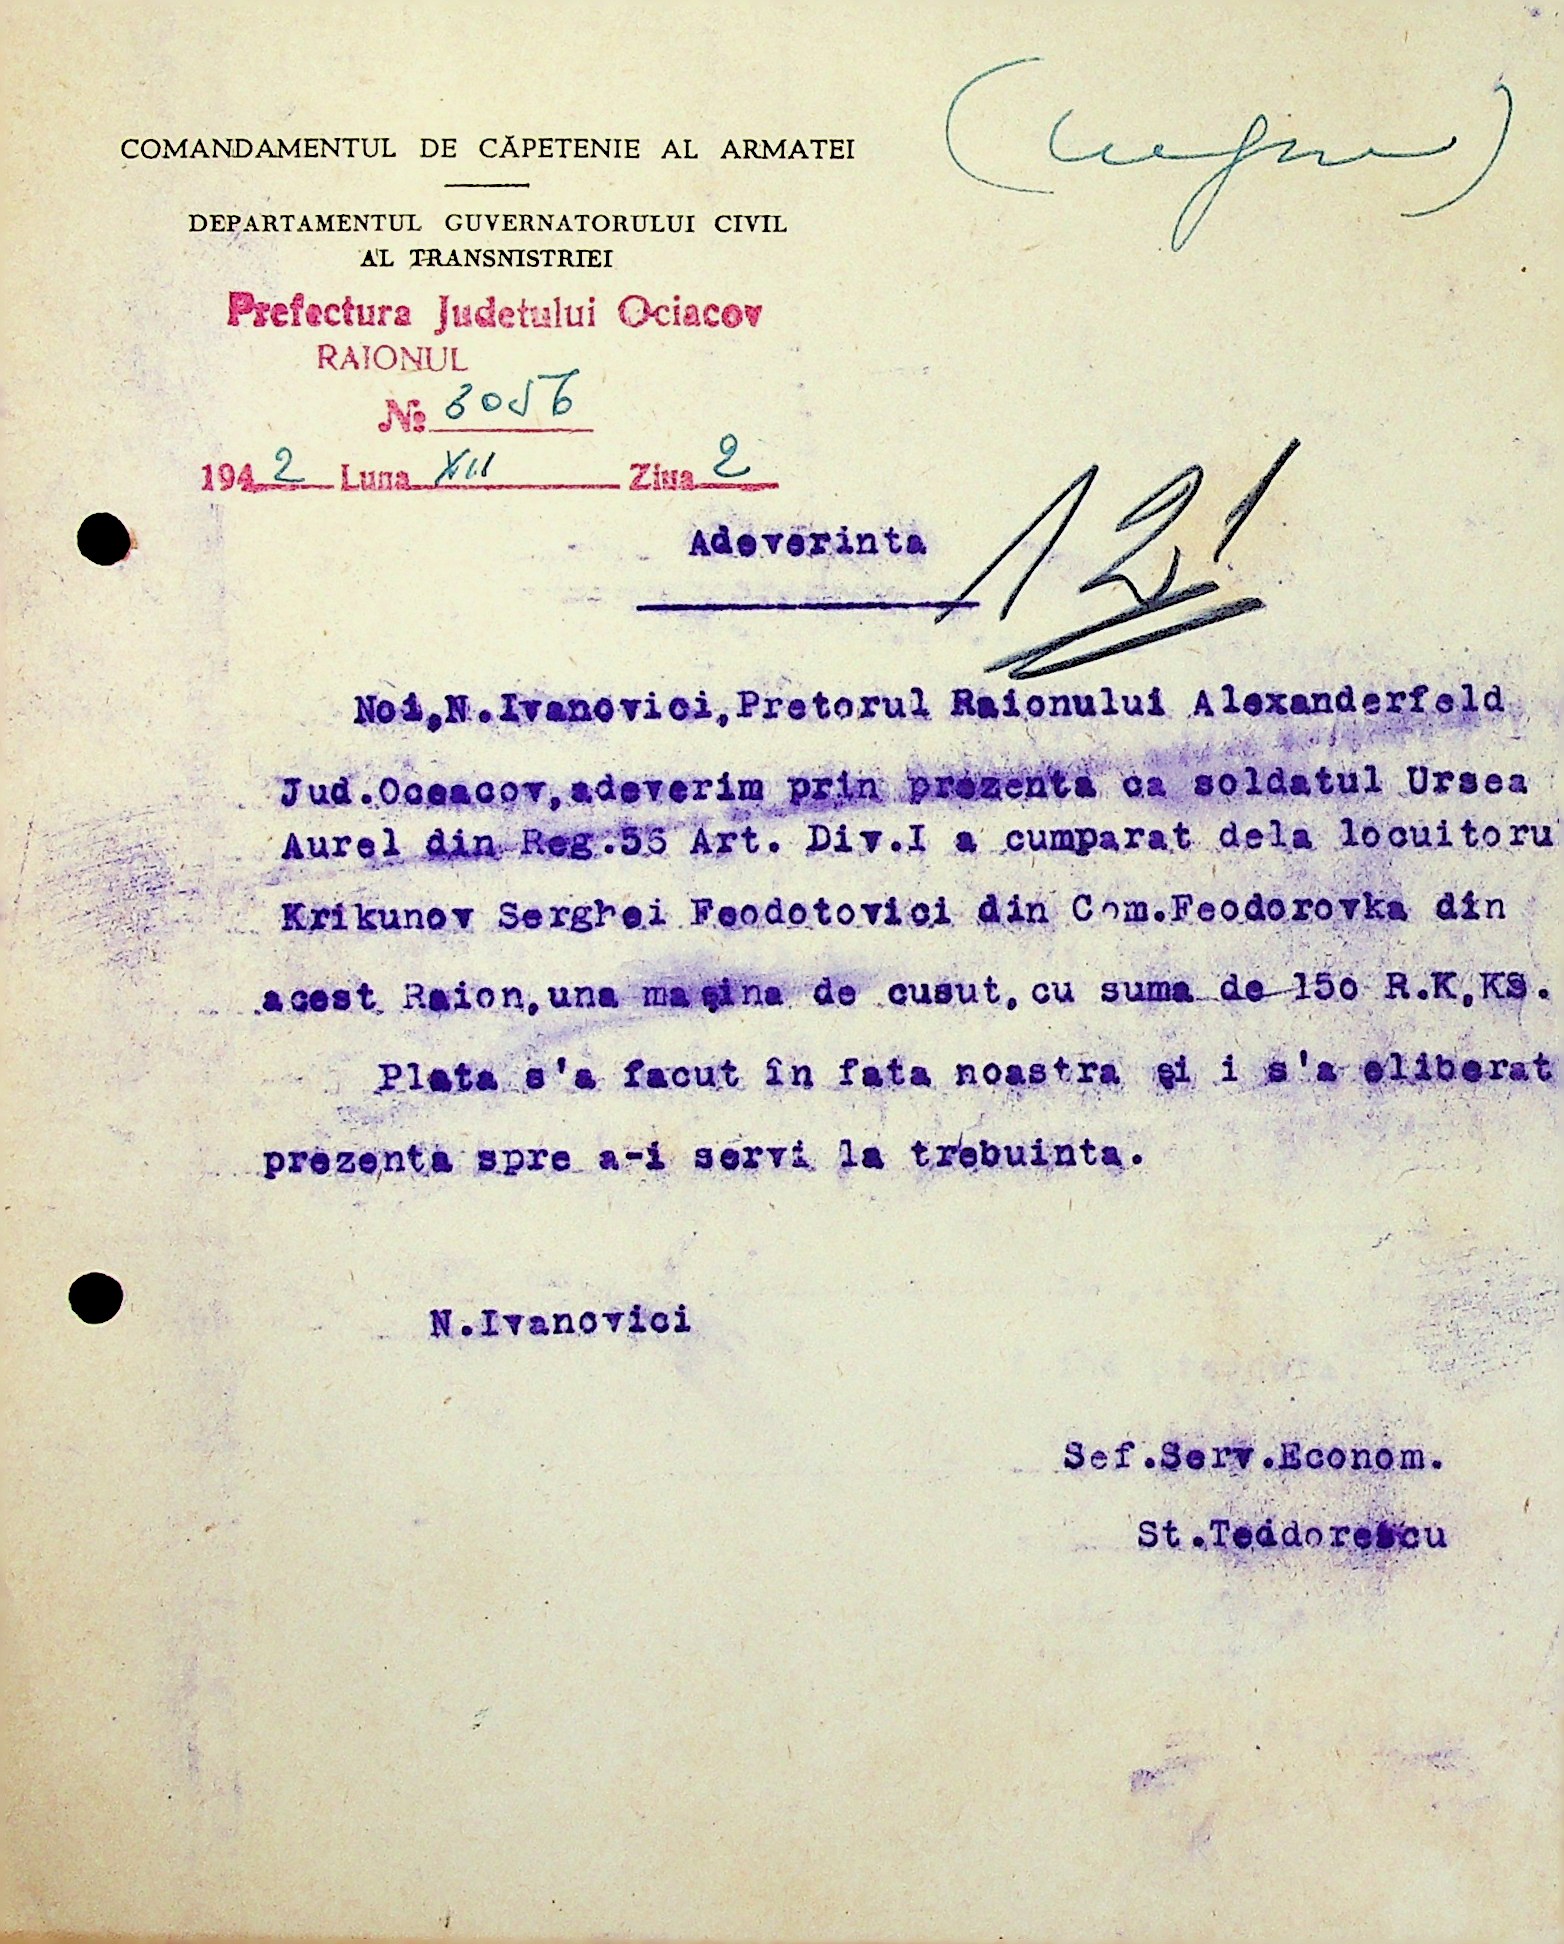 COMANDAMENTUL DE CĂPETENIE AL ARMATEI
DEPARTAMENTUL GUVERNATORULUI CIVIL
AL TRANSNISTRIEI
Prefectura Judetului Ociacov
RAIONUL
№ 3056
1942 Luna XII Ziua 2
Adeverinta
121
Noi,N.Ivanovici,Pretorul Raionului Alexanderfeld
Jud.Oceacov,adeverim prin prezenta ca soldatul Ursea
Aurel din Reg.56 Art. Div.I a cumparat dela locuitoru
Krikunov Serghei Feodotovici din Com.Feodorovka din
acest Raion,una mașina de cusut,cu suma de 150 R.K,KS.
Plata s'a facut în fata noastra și i s'a eliberat
prezenta spre a-i servi la trebuinta.
N.Ivanovici
Sef.Serv.Econom.
St.Teodorescu